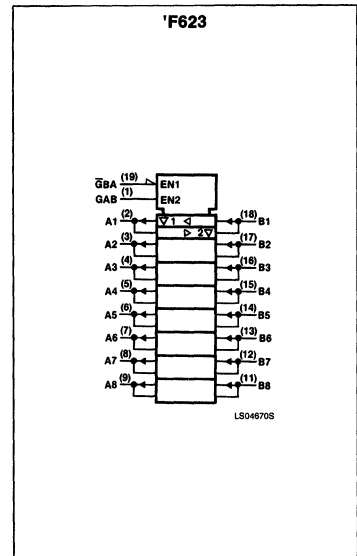 'F623
G̅BA (19) EN1
GAB (1) EN2
A1 (2) ▽ 1 ◁ (18) B1
A2 (3) ▷ 2 ▽ (17) B2
A3 (4) (16) B3
A4 (5) (15) B4
A5 (6) (14) B5
A6 (7) (13) B6
A7 (8) (12) B7
A8 (9) (11) B8
LS04670S